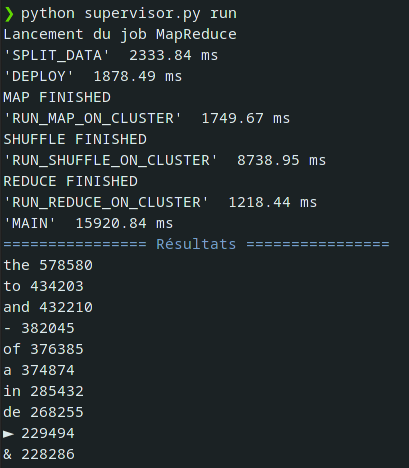 ❯ python supervisor.py run
Lancement du job MapReduce
'SPLIT_DATA'  2333.84 ms
'DEPLOY'  1878.49 ms
MAP FINISHED
'RUN_MAP_ON_CLUSTER'  1749.67 ms
SHUFFLE FINISHED
'RUN_SHUFFLE_ON_CLUSTER'  8738.95 ms
REDUCE FINISHED
'RUN_REDUCE_ON_CLUSTER'  1218.44 ms
'MAIN'  15920.84 ms
================ Résultats ================
the 578580
to 434203
and 432210
- 382045
of 376385
a 374874
in 285432
de 268255
► 229494
& 228286